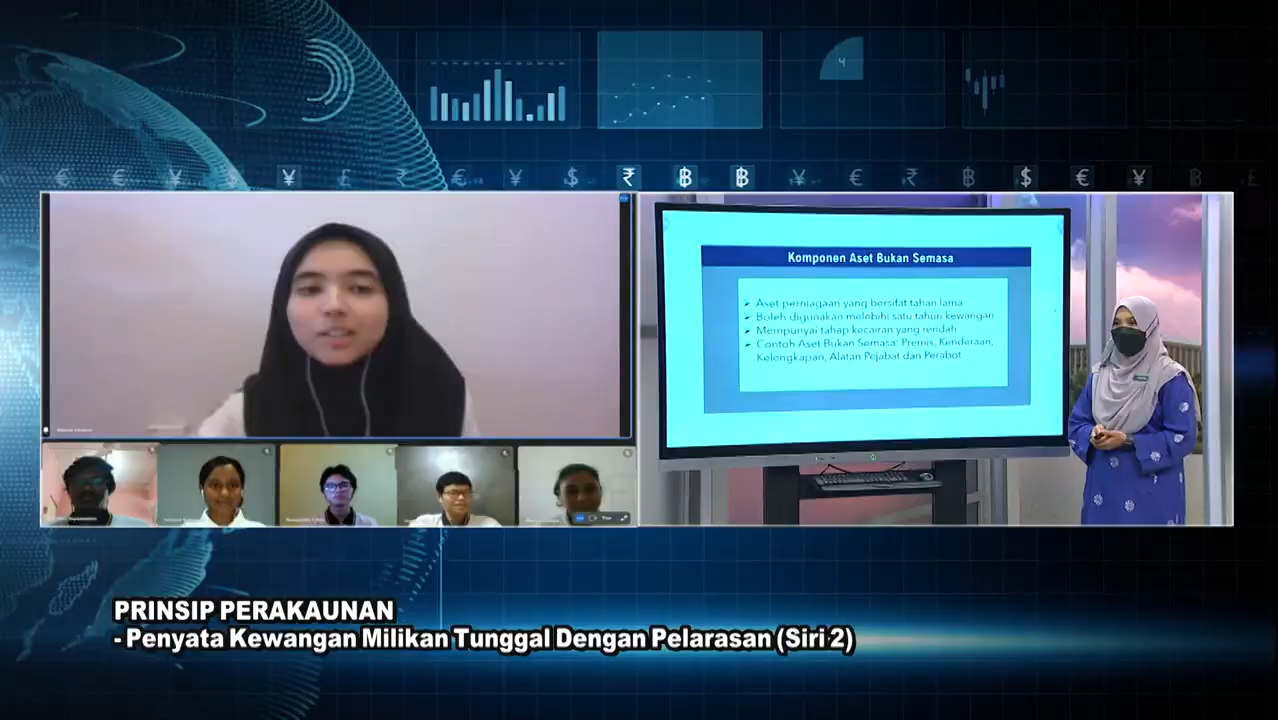 4
€ € ¥ $ ¥ £ ₹ € ¥ $ ₹ ฿ ฿ ¥ € ₹ ฿ $ € ¥ ฿ £
Komponen Aset Bukan Semasa
➢ Aset perniagaan yang bersifat tahan lama
➢ Boleh digunakan melebihi satu tahun kewangan
➢ Mempunyai tahap kecairan yang rendah
➢ Contoh Aset Bukan Semasa: Premis, Kenderaan,
Kelengkapan, Alatan Pejabat dan Perabot
PRINSIP PERAKAUNAN
- Penyata Kewangan Milikan Tunggal Dengan Pelarasan (Siri 2)